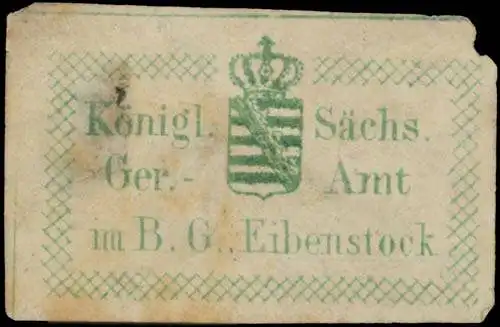 Königl. Sächs.
Ger.- Amt
im B. G. Eibenstock